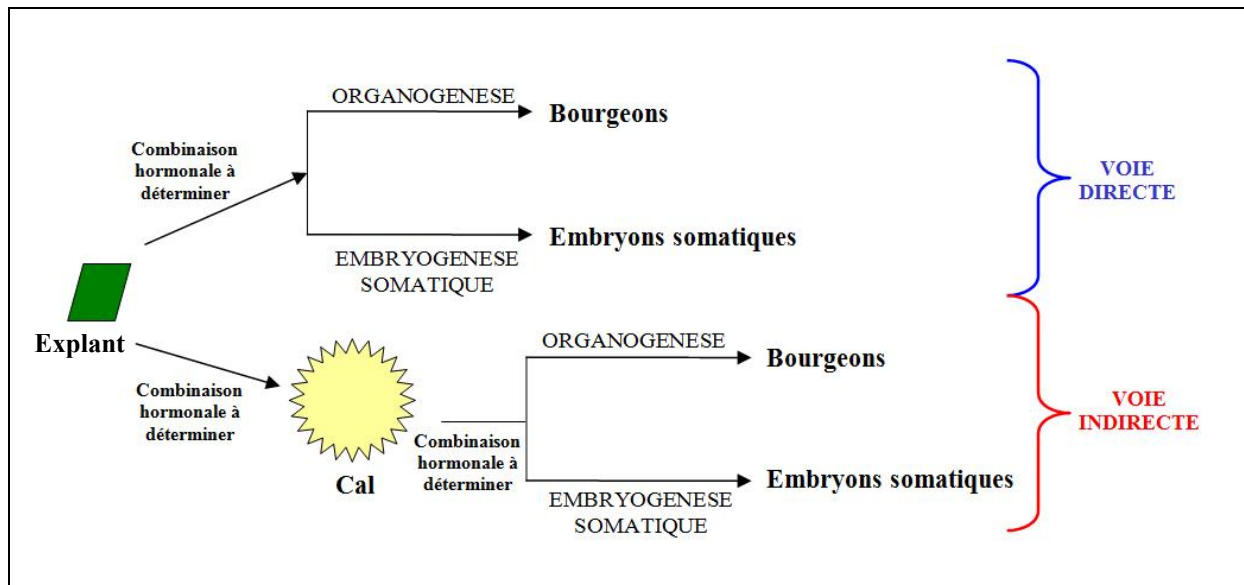 ORGANOGENESE
Bourgeons
Combinaison
hormonale à
déterminer
VOIE
DIRECTE
Embryons somatiques
EMBRYOGENESE
SOMATIQUE
Explant
ORGANOGENESE
Bourgeons
Combinaison
hormonale à
déterminer
VOIE
INDIRECTE
Combinaison
hormonale à
déterminer
Cal
Embryons somatiques
EMBRYOGENESE
SOMATIQUE